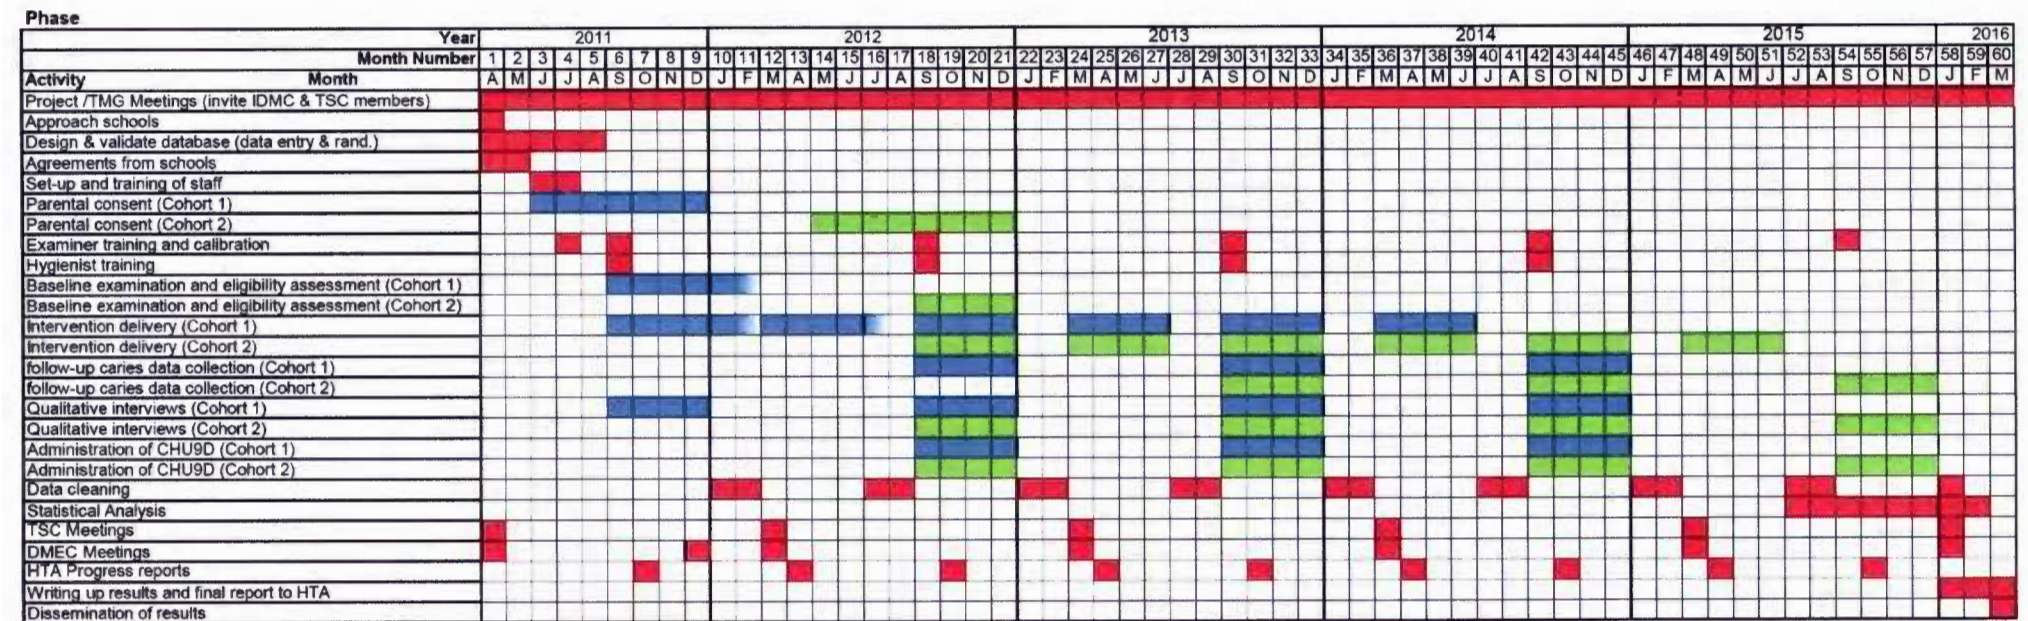 Phase
Year 2011 2012 2013 2014 2015 2016
Month Number 1 2 3 4 5 6 7 8 9 10 11 12 13 14 15 16 17 18 19 20 21 22 23 24 25 26 27 28 29 30 31 32 33 34 35 36 37 38 39 40 41 42 43 44 45 46 47 48 49 50 51 52 53 54 55 56 57 58 59 60
Activity Month A M J J A S O N D J F M A M J J A S O N D J F M A M J J A S O N D J F M A M J J A S O N D J F M A M J J A S O N D J F M
Project /TMG Meetings (invite IDMC & TSC members)
Approach schools
Design & validate database (data entry & rand.)
Agreements from schools
Set-up and training of staff
Parental consent (Cohort 1)
Parental consent (Cohort 2)
Examiner training and calibration
Hygienist training
Baseline examination and eligibility assessment (Cohort 1)
Baseline examination and eligibility assessment (Cohort 2)
Intervention delivery (Cohort 1)
Intervention delivery (Cohort 2)
follow-up caries data collection (Cohort 1)
follow-up caries data collection (Cohort 2)
Qualitative interviews (Cohort 1)
Qualitative interviews (Cohort 2)
Administration of CHU9D (Cohort 1)
Administration of CHU9D (Cohort 2)
Data cleaning
Statistical Analysis
TSC Meetings
DMEC Meetings
HTA Progress reports
Writing up results and final report to HTA
Dissemination of results